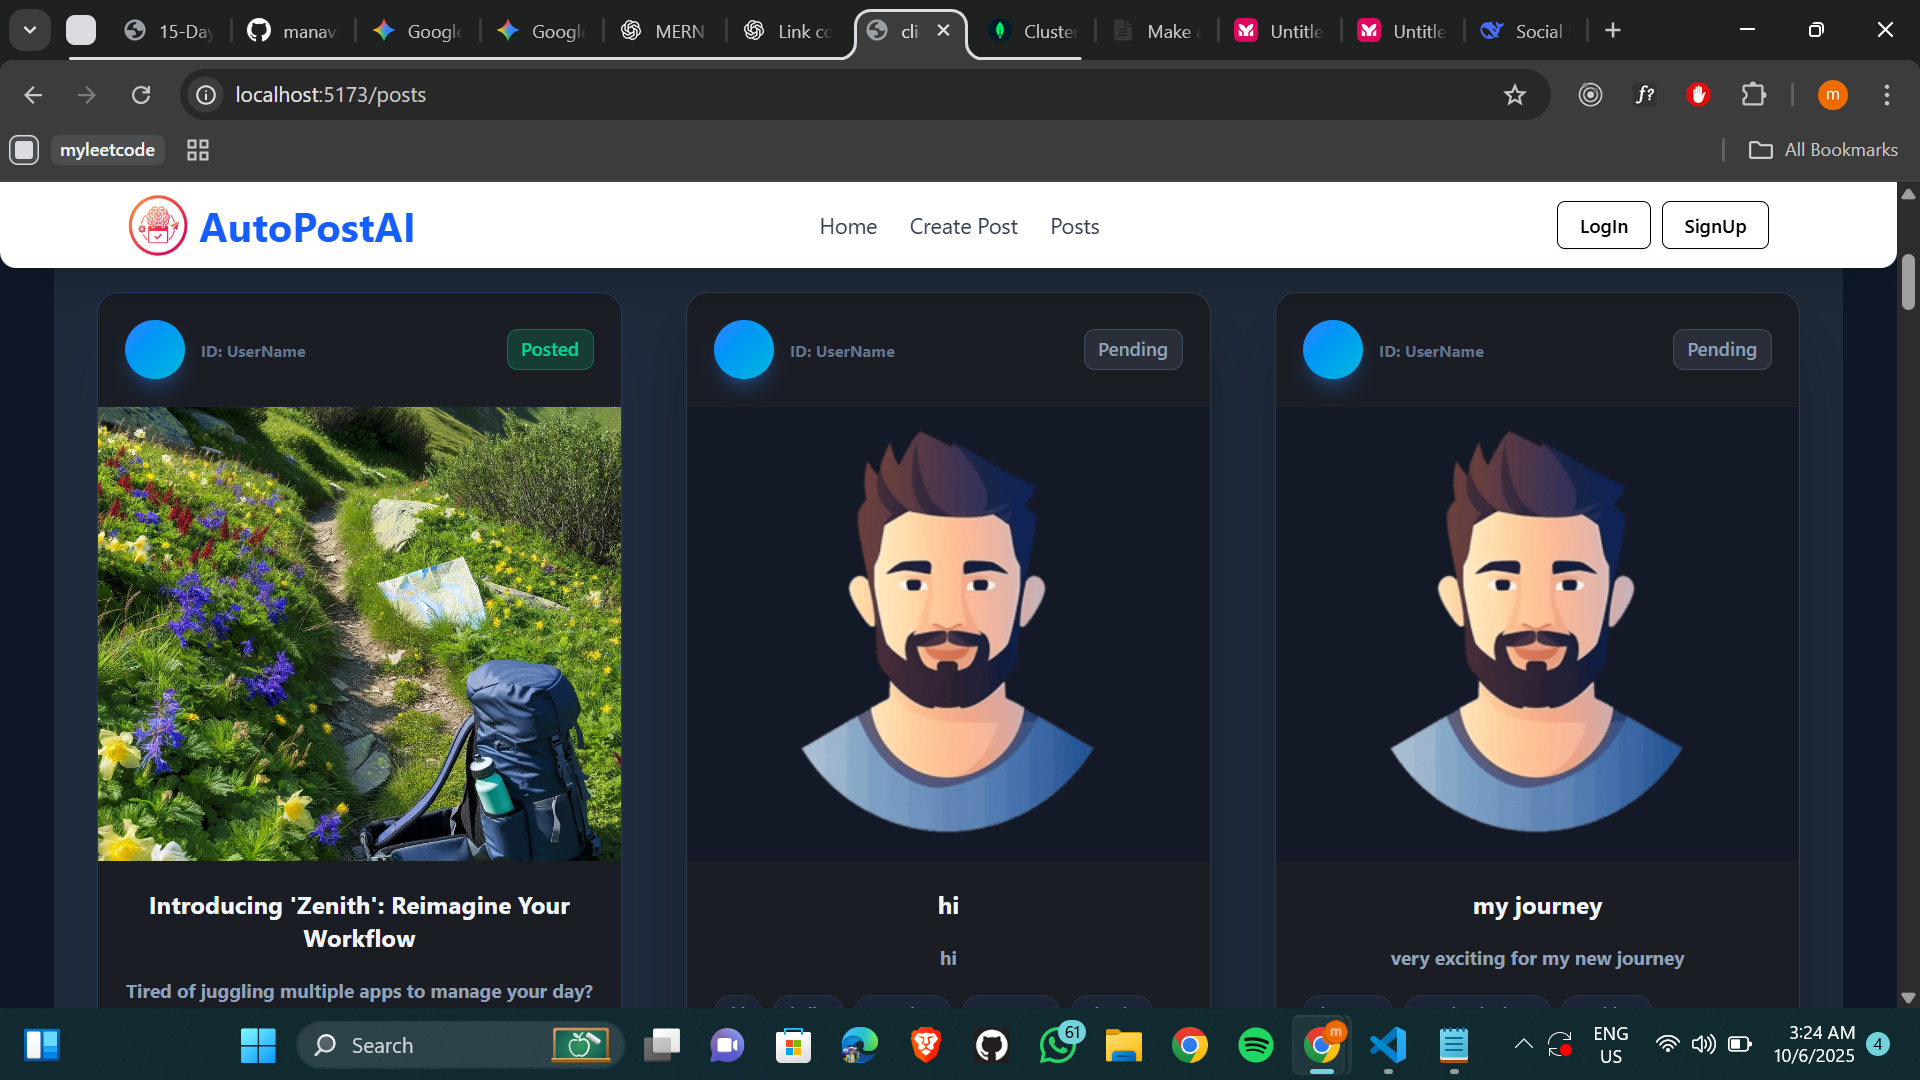 15-Day
manav
Google
Google
MERN
Link co
cli
Cluster
Make a
Untitle
Untitle
Social
localhost:5173/posts
f?
m
myleetcode
All Bookmarks
AutoPostAI
Home
Create Post
Posts
LogIn
SignUp
ID: UserName
Posted
ID: UserName
Pending
ID: UserName
Pending
Introducing 'Zenith': Reimagine Your
Workflow
Tired of juggling multiple apps to manage your day?
hi
hi
my journey
very exciting for my new journey
Search
61
m
ENG
US
3:24 AM
10/6/2025
4